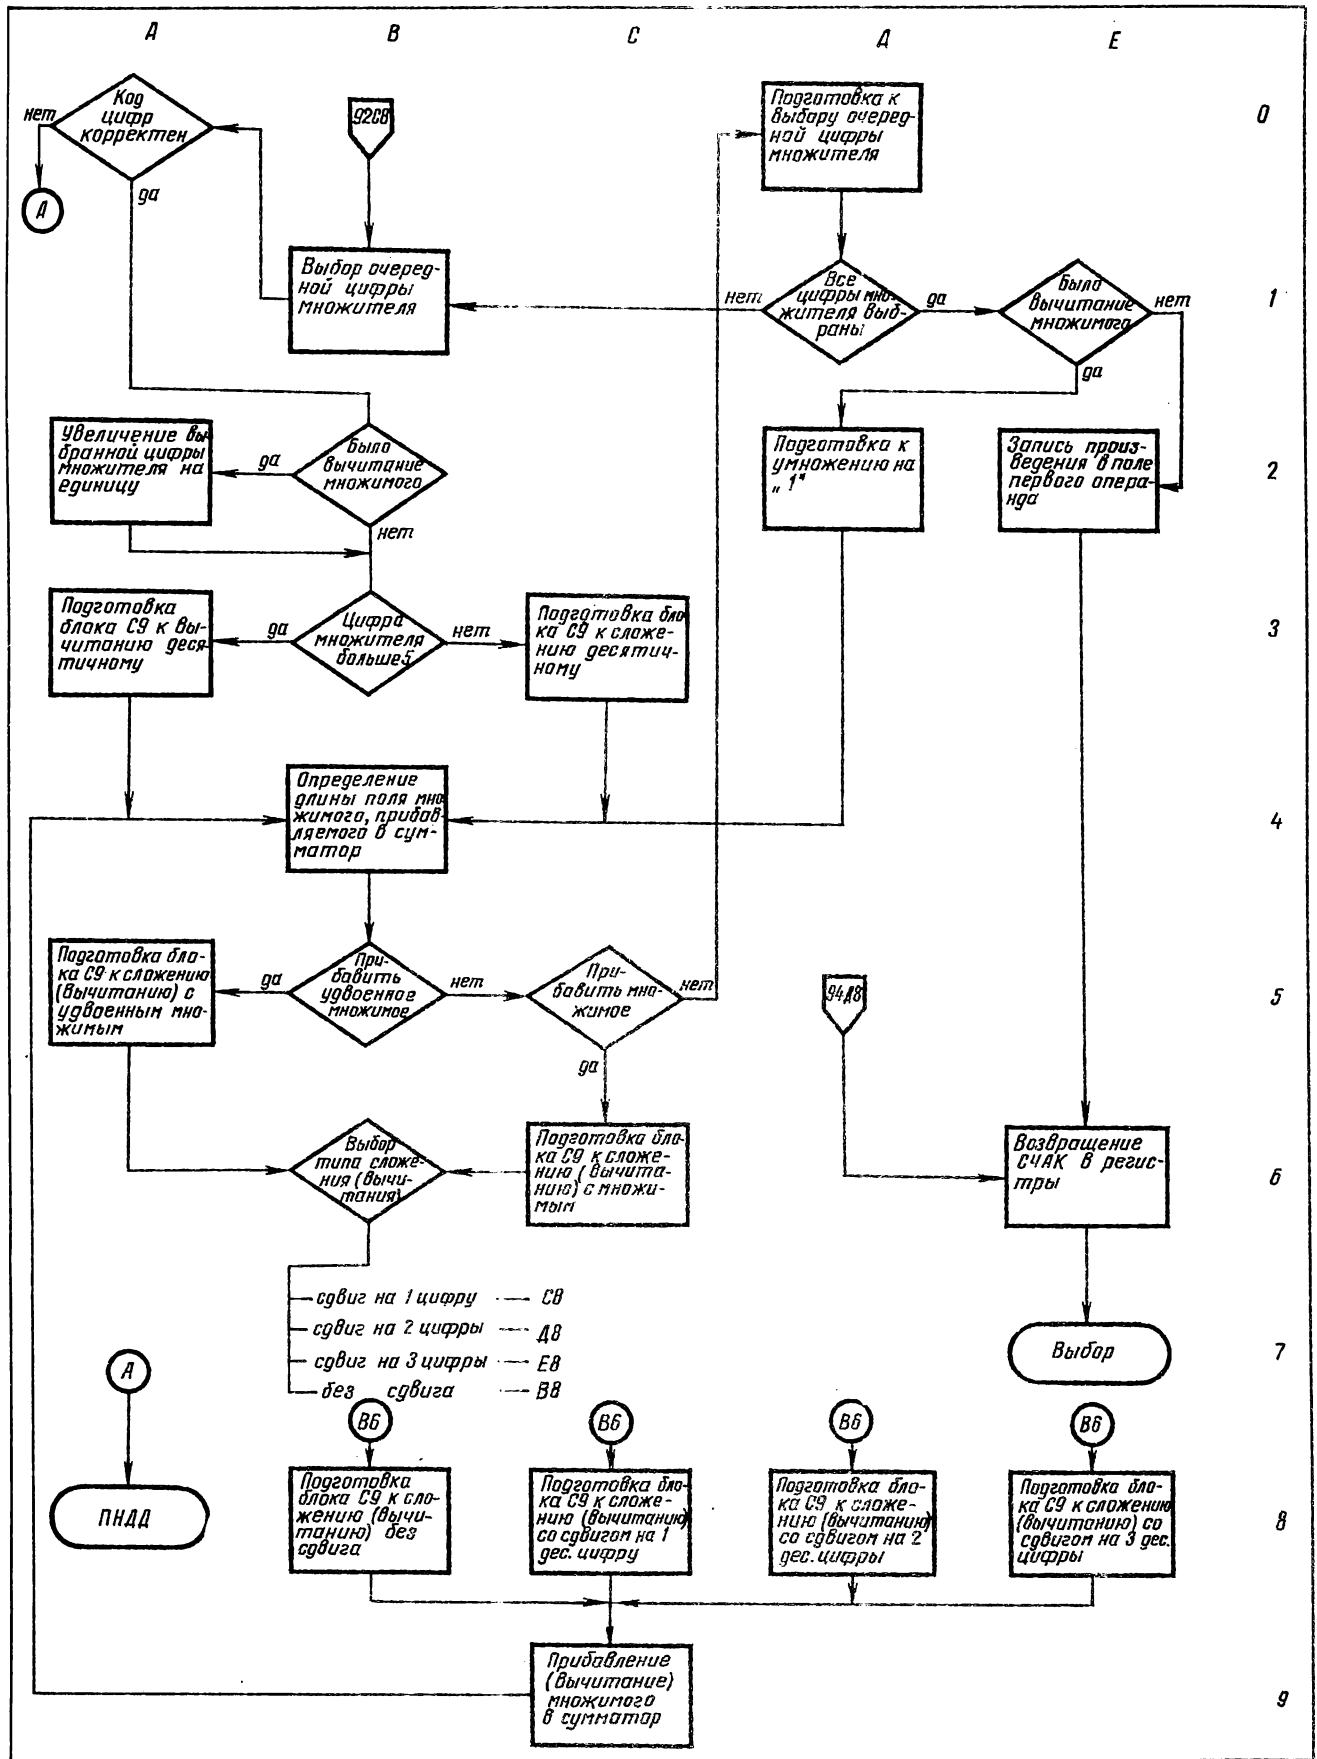 А В С Д Е
0
Код
цифр
корректен
нет
да
А
92С8
Подготовка к
выбору очеред-
ной цифры
множителя
1
Выбор очеред-
ной цифры
множителя
Все
цифры мно-
жителя выб-
раны
нет
да
Было
вычитание
множимого
нет
да
2
Увеличение вы-
бранной цифры
множителя на
единицу
да
Было
вычитание
множимого
нет
Подготовка к
умножению на
„ 1"
Запись произ-
ведения в поле
первого опера-
нда
3
Подготовка
блока С9 к вы-
читанию деся-
тичному
да
Цифра
множителя
больше 5
нет
Подготовка бло-
ка С9 к сложе-
нию десятич-
ному
4
Определение
длины поля мно-
жимого, прибав-
ляемого в сум-
матор
5
Подготовка бло-
ка С9 к сложению
(вычитанию) с
удвоенным мно-
жимым
да
При-
бавить
удвоенное
множимое
нет
При-
бавить мно-
жимое
нет
да
94Д8
6
Выбор
типа сложе-
ния (вычи-
тания)
Подготовка бло-
ка С9 к сложе-
нию (вычита-
нию) с множи-
мым
Возвращение
СЧАК в регис-
тры
7
сдвиг на 1 цифру — С8
сдвиг на 2 цифры — Д8
сдвиг на 3 цифры — Е8
без сдвига — В8
Выбор
А
В6
В6
В6
В6
8
ПНДД
Подготовка
блока С9 к сло-
жению (вычи-
танию) без
сдвига
Подготовка бло-
ка С9 к сложе-
нию (вычитанию)
со сдвигом на 1
дес. цифру
Подготовка бло-
ка С9 к сложе-
нию (вычитанию)
со сдвигом на 2
дес. цифры
Подготовка бло-
ка С9 к сложению
(вычитанию) со
сдвигом на 3 дес.
цифры
9
Прибавление
(вычитание)
множимого
в сумматор